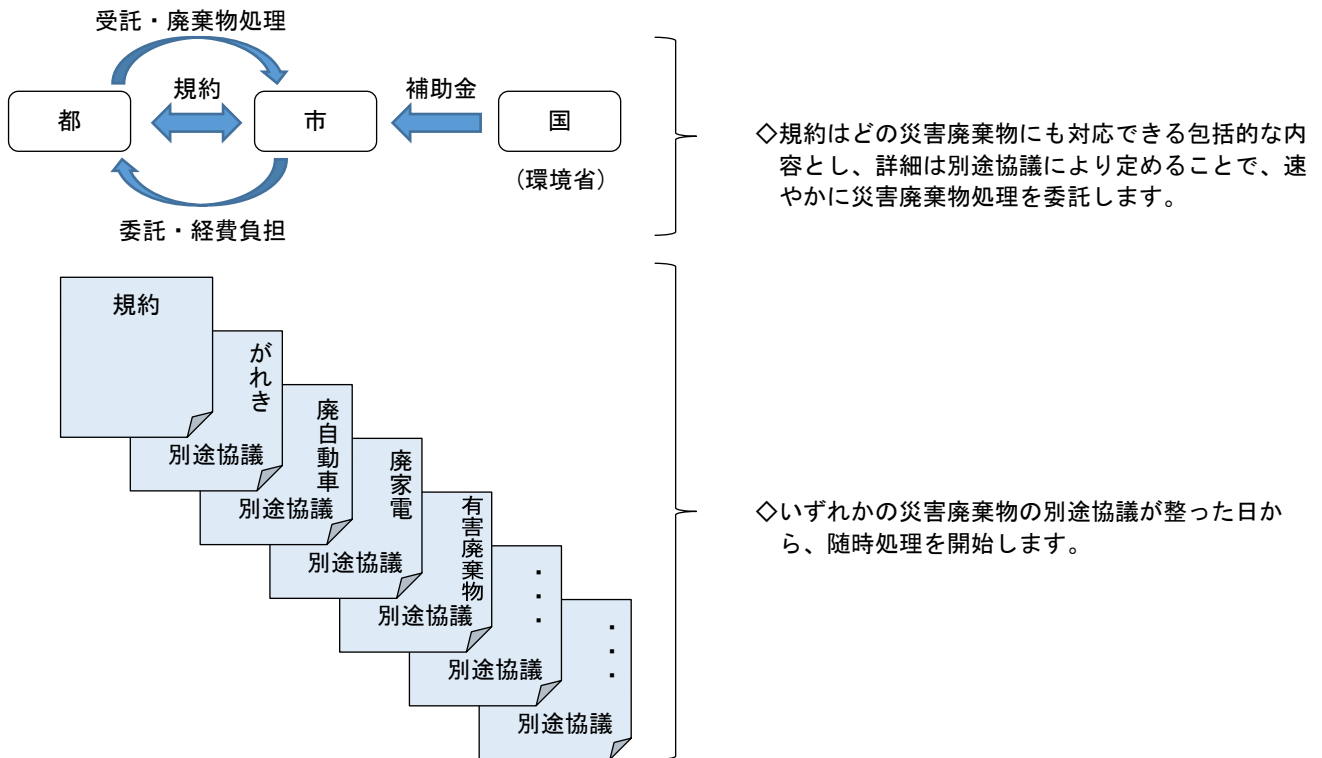 受託・廃棄物処理
規約
補助金
都
市
国
（環境省）
委託・経費負担
◇規約はどの災害廃棄物にも対応できる包括的な内
容とし、詳細は別途協議により定めることで、速
やかに災害廃棄物処理を委託します。
規約
がれき
別途協議
廃自動車
別途協議
廃家電
別途協議
有害廃棄物
別途協議
・・・
別途協議
・・・
別途協議
◇いずれかの災害廃棄物の別途協議が整った日か
ら、随時処理を開始します。